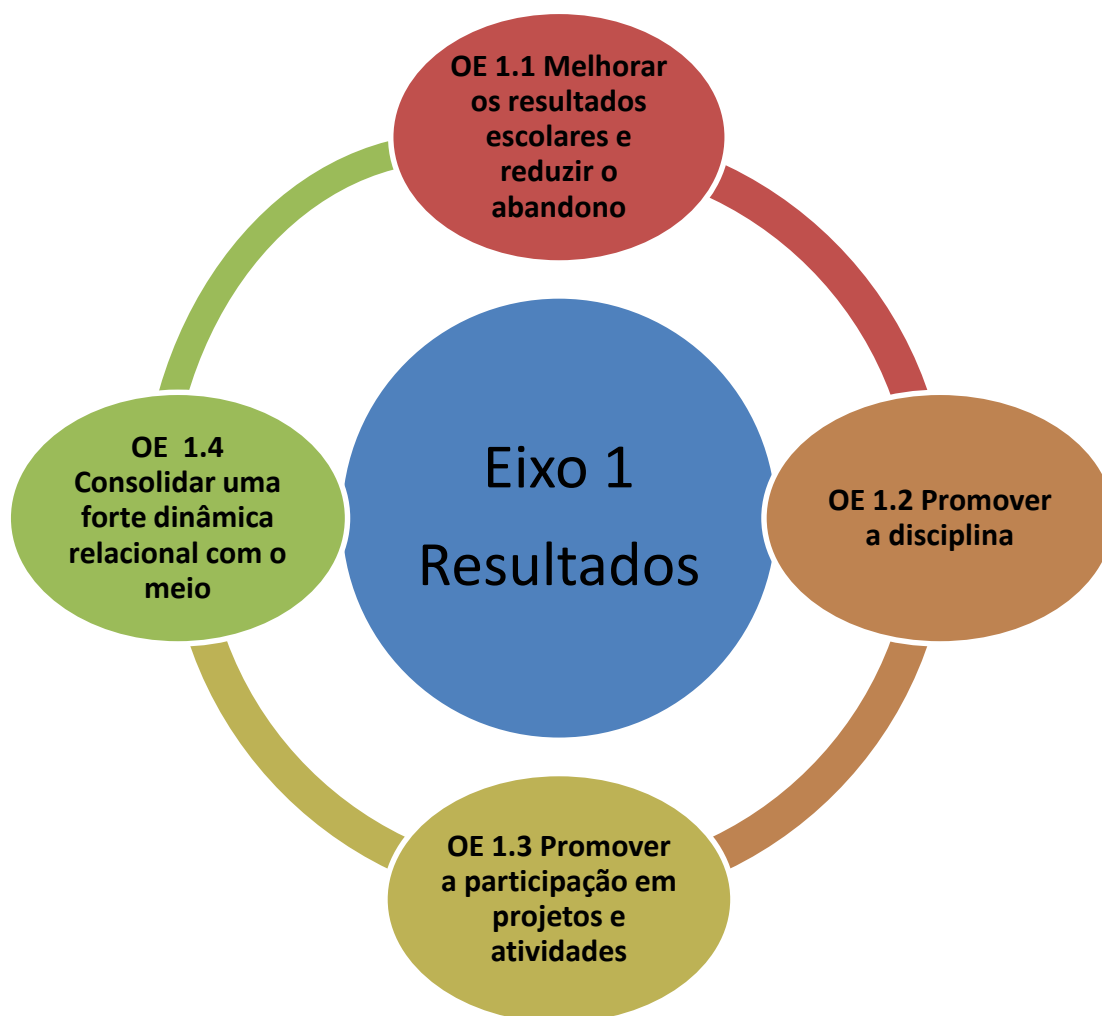 OE 1.1 Melhorar
os resultados
escolares e
reduzir o
abandono
Eixo 1
Resultados
OE 1.2 Promover
a disciplina
OE 1.3 Promover
a participação em
projetos e
atividades
OE 1.4
Consolidar uma
forte dinâmica
relacional com o
meio